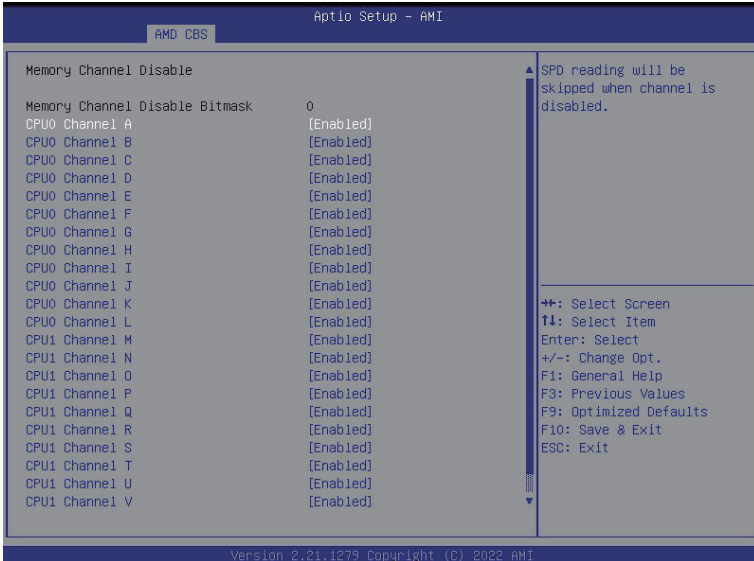 Aptio Setup - AMI
AMD CBS
Memory Channel Disable
Memory Channel Disable Bitmask 0
CPU0 Channel A [Enabled]
CPU0 Channel B [Enabled]
CPU0 Channel C [Enabled]
CPU0 Channel D [Enabled]
CPU0 Channel E [Enabled]
CPU0 Channel F [Enabled]
CPU0 Channel G [Enabled]
CPU0 Channel H [Enabled]
CPU0 Channel I [Enabled]
CPU0 Channel J [Enabled]
CPU0 Channel K [Enabled]
CPU0 Channel L [Enabled]
CPU1 Channel M [Enabled]
CPU1 Channel N [Enabled]
CPU1 Channel O [Enabled]
CPU1 Channel P [Enabled]
CPU1 Channel Q [Enabled]
CPU1 Channel R [Enabled]
CPU1 Channel S [Enabled]
CPU1 Channel T [Enabled]
CPU1 Channel U [Enabled]
CPU1 Channel V [Enabled]
SPD reading will be
skipped when channel is
disabled.
→←: Select Screen
↑↓: Select Item
Enter: Select
+/-: Change Opt.
F1: General Help
F3: Previous Values
F9: Optimized Defaults
F10: Save & Exit
ESC: Exit
Version 2.21.1279 Copyright (C) 2022 AMI